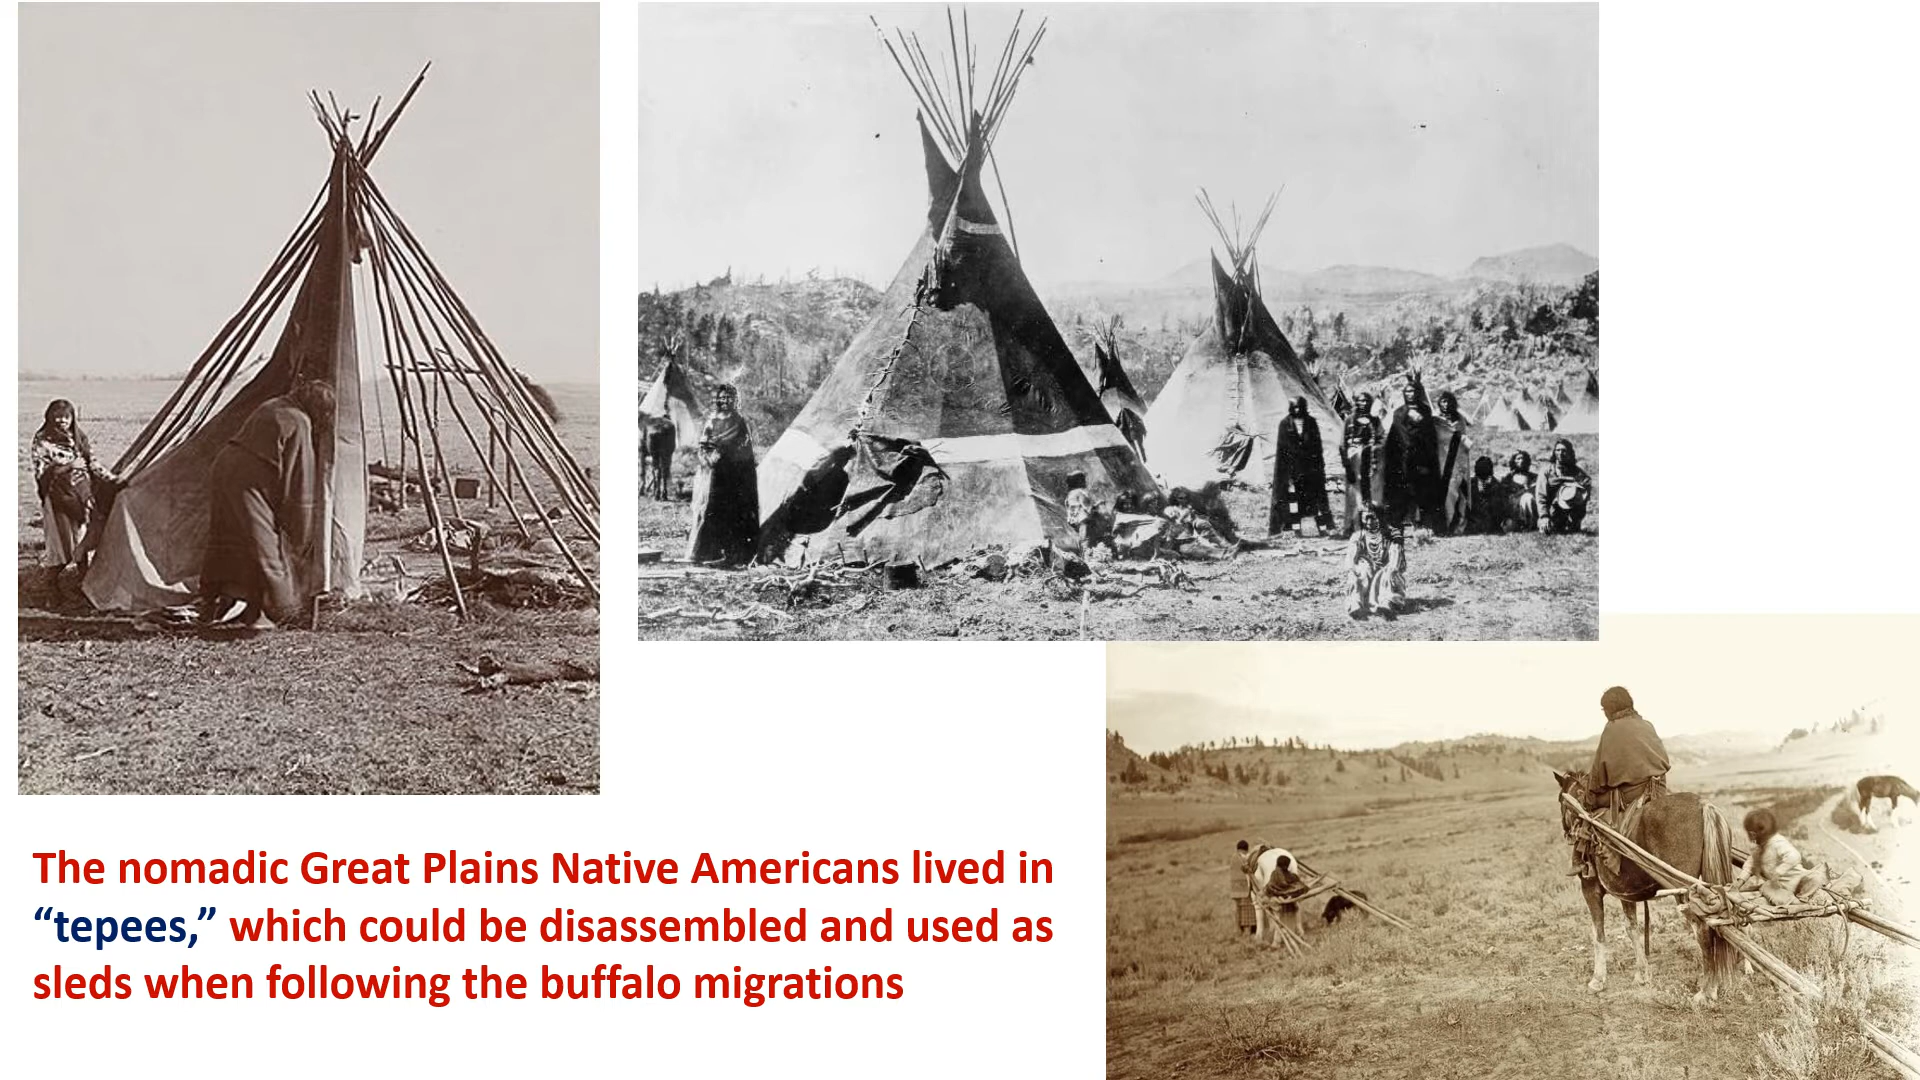 The nomadic Great Plains Native Americans lived in
“tepees,” which could be disassembled and used as
sleds when following the buffalo migrations